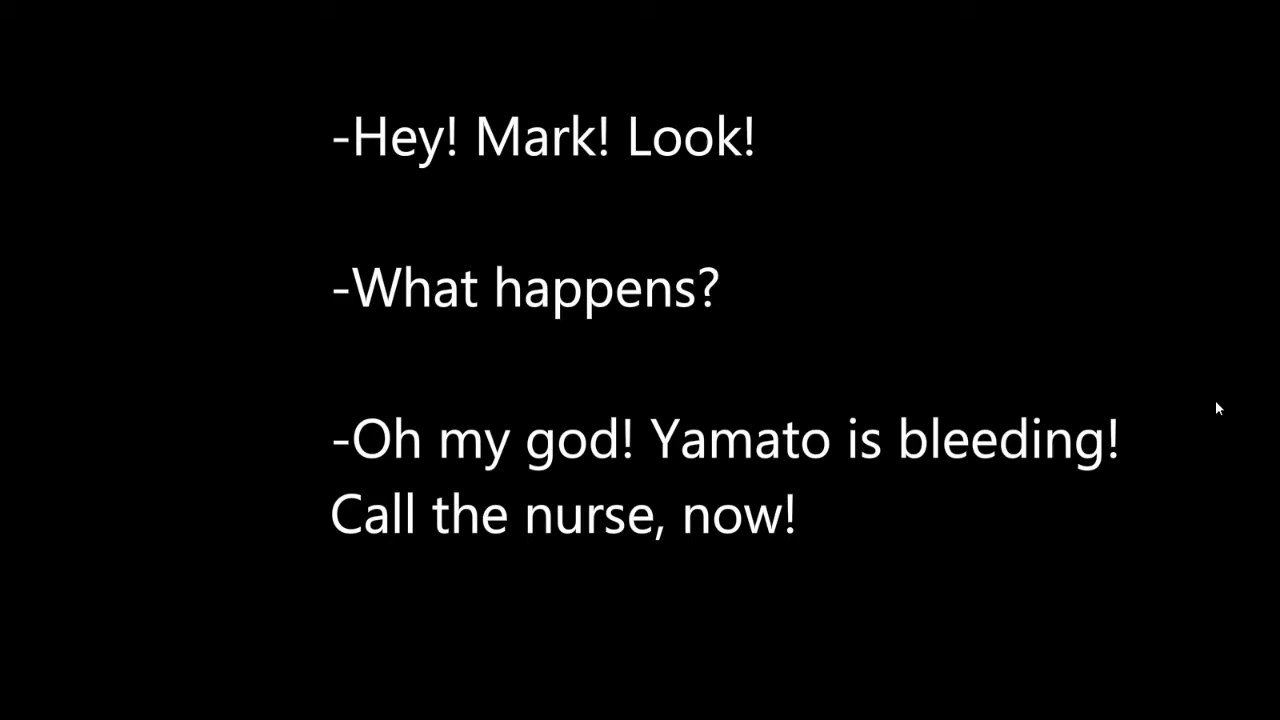 -Hey! Mark! Look!
-What happens?
-Oh my god! Yamato is bleeding!
Call the nurse, now!